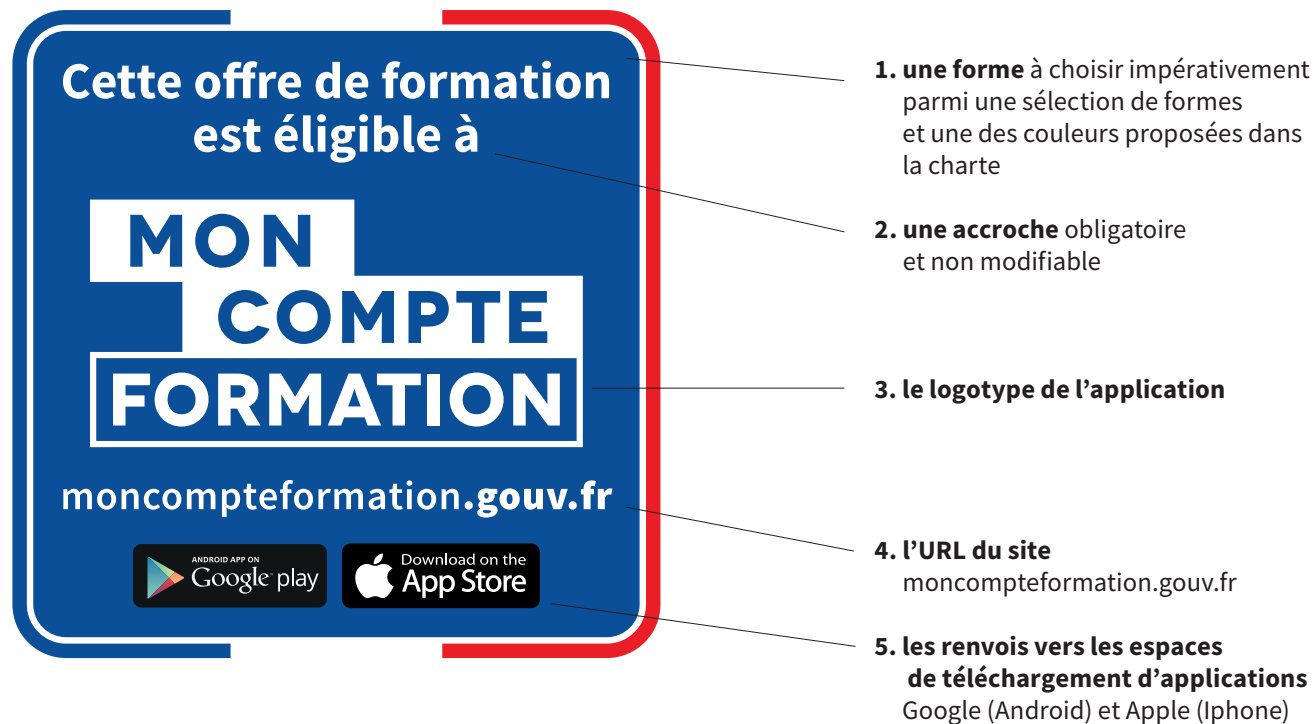 Cette offre de formation
est éligible à
MON
COMPTE
FORMATION
moncompteformation.gouv.fr
ANDROID APP ON
Google play
Download on the
App Store
1. une forme à choisir impérativement
parmi une sélection de formes
et une des couleurs proposées dans
la charte
2. une accroche obligatoire
et non modifiable
3. le logotype de l’application
4. l’URL du site
moncompteformation.gouv.fr
5. les renvois vers les espaces
de téléchargement d’applications
Google (Android) et Apple (Iphone)